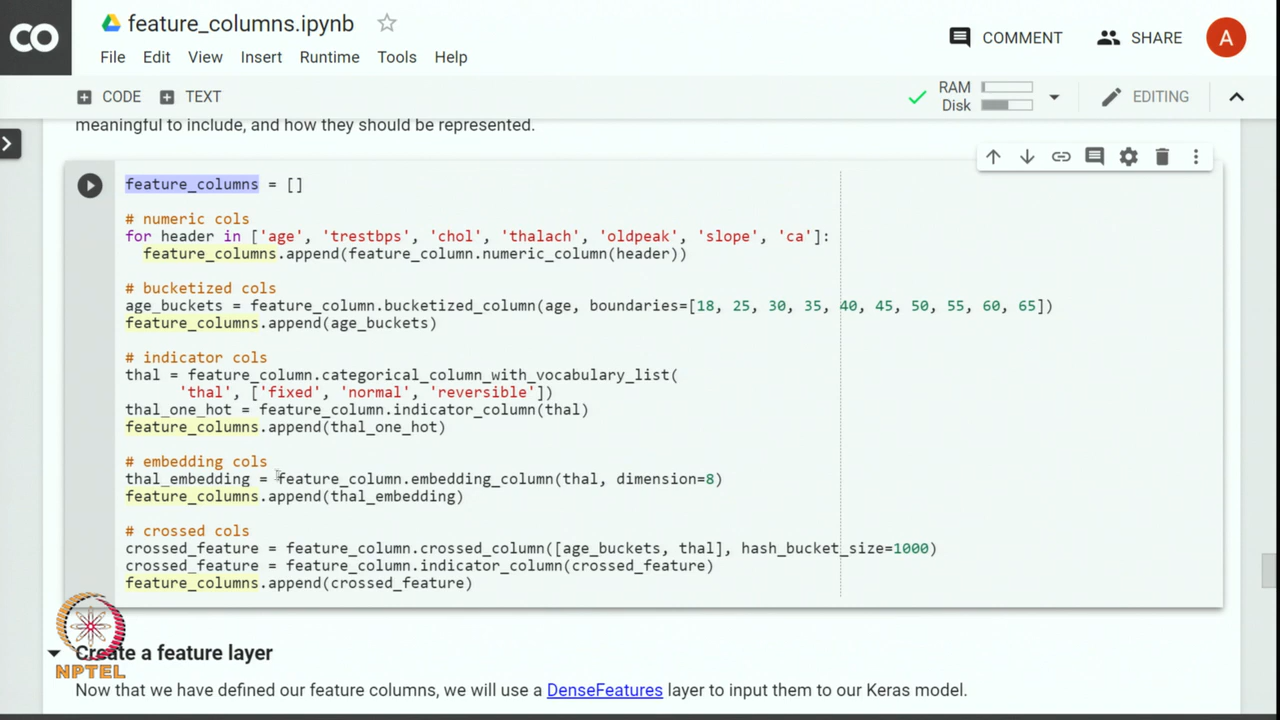 CO
feature_columns.ipynb
File Edit View Insert Runtime Tools Help
COMMENT SHARE A
CODE TEXT
RAM
Disk
EDITING
meaningful to include, and how they should be represented.
feature_columns = []
# numeric cols
for header in ['age', 'trestbps', 'chol', 'thalach', 'oldpeak', 'slope', 'ca']:
feature_columns.append(feature_column.numeric_column(header))
# bucketized cols
age_buckets = feature_column.bucketized_column(age, boundaries=[18, 25, 30, 35, 40, 45, 50, 55, 60, 65])
feature_columns.append(age_buckets)
# indicator cols
thal = feature_column.categorical_column_with_vocabulary_list(
'thal', ['fixed', 'normal', 'reversible'])
thal_one_hot = feature_column.indicator_column(thal)
feature_columns.append(thal_one_hot)
# embedding cols
thal_embedding = feature_column.embedding_column(thal, dimension=8)
feature_columns.append(thal_embedding)
# crossed cols
crossed_feature = feature_column.crossed_column([age_buckets, thal], hash_bucket_size=1000)
crossed_feature = feature_column.indicator_column(crossed_feature)
feature_columns.append(crossed_feature)
Create a feature layer
NPTEL
Now that we have defined our feature columns, we will use a DenseFeatures layer to input them to our Keras model.